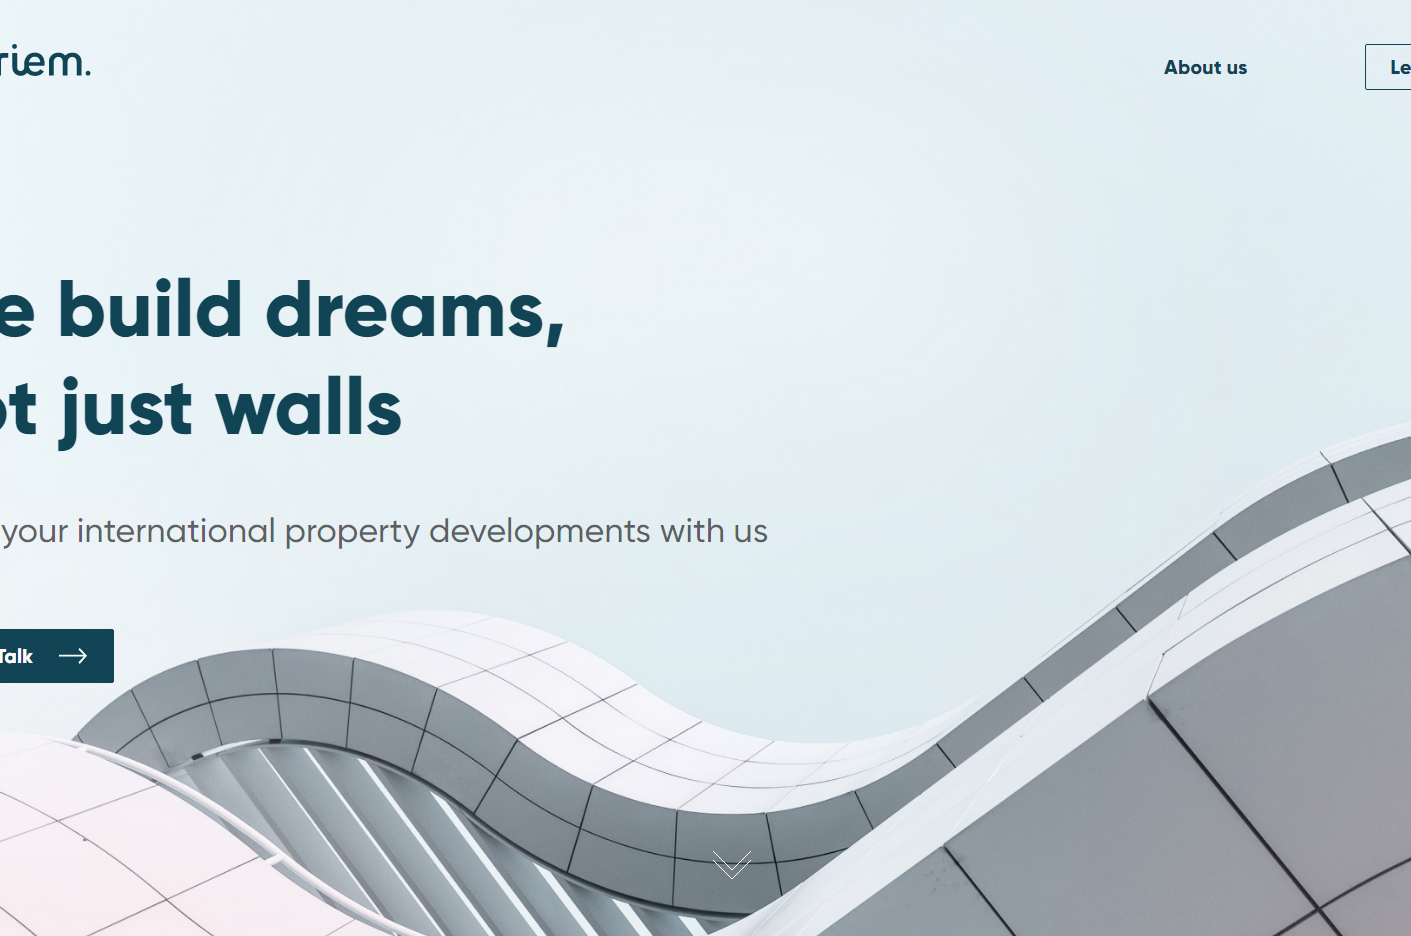 riem.
About us
Le
e build dreams,
ot just walls
your international property developments with us
Talk